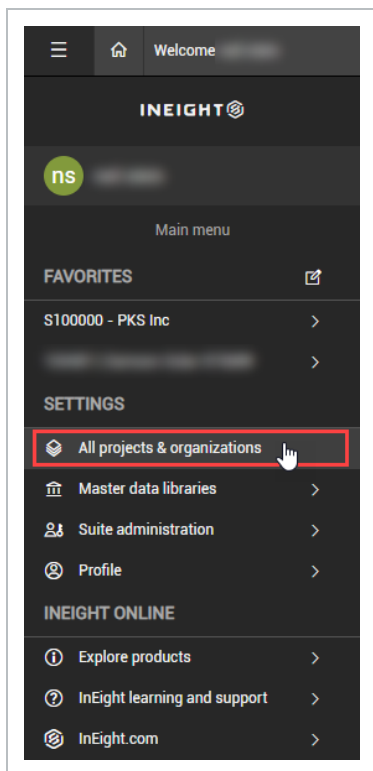 Welcome
INEIGHT
ns
Main menu
FAVORITES
S100000 - PKS Inc
SETTINGS
All projects & organizations
Master data libraries
Suite administration
Profile
INEIGHT ONLINE
Explore products
InEight learning and support
InEight.com